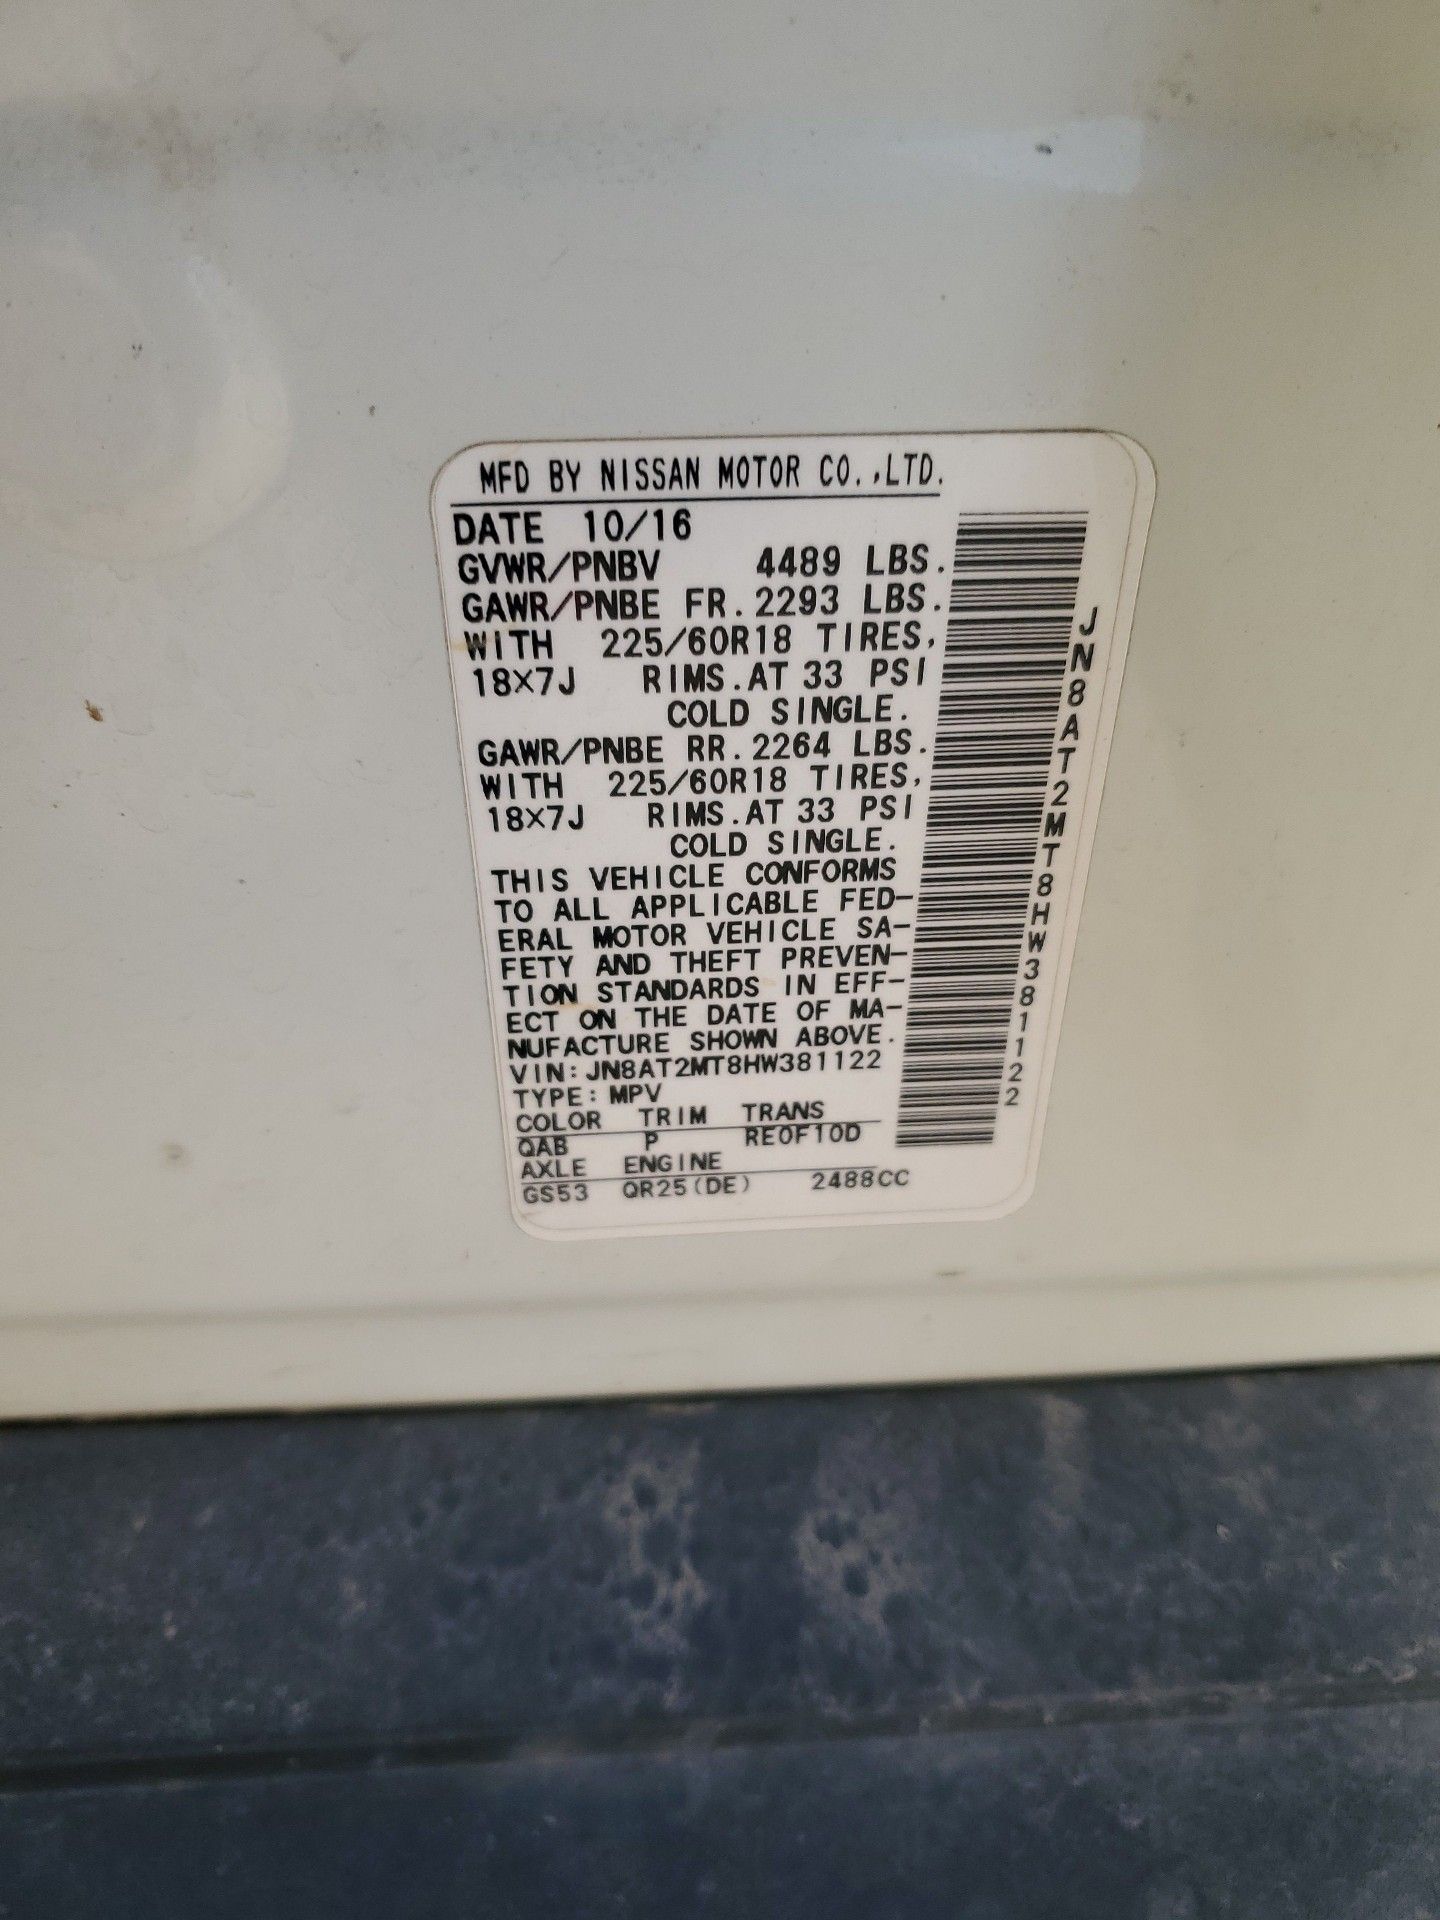 MFD BY NISSAN MOTOR CO.,LTD.
DATE 10/16
GVWR/PNBV 4489 LBS.
GAWR/PNBE FR.2293 LBS.
WITH 225/60R18 TIRES,
18X7J RIMS.AT 33 PSI
COLD SINGLE.
GAWR/PNBE RR.2264 LBS.
WITH 225/60R18 TIRES,
18X7J RIMS.AT 33 PSI
COLD SINGLE.
THIS VEHICLE CONFORMS
TO ALL APPLICABLE FED-
ERAL MOTOR VEHICLE SA-
FETY AND THEFT PREVEN-
TION STANDARDS IN EFF-
ECT ON THE DATE OF MA-
NUFACTURE SHOWN ABOVE.
VIN:JN8AT2MT8HW381122
TYPE:MPV
COLOR TRIM TRANS
QAB P RE0F10D
AXLE ENGINE
GS53 QR25(DE) 2488CC
JN8AT2MT8HW381122